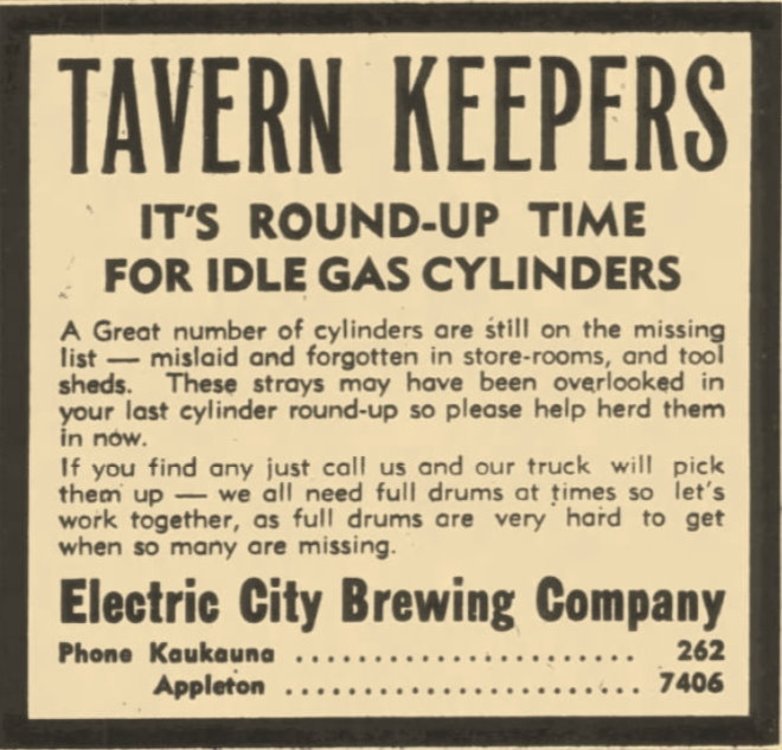 TAVERN KEEPERS
IT'S ROUND-UP TIME
FOR IDLE GAS CYLINDERS
A Great number of cylinders are still on the missing
list — mislaid and forgotten in store-rooms, and tool
sheds. These strays may have been overlooked in
your last cylinder round-up so please help herd them
in now.
If you find any just call us and our truck will pick
them up — we all need full drums at times so let's
work together, as full drums are very hard to get
when so many are missing.
Electric City Brewing Company
Phone Kaukauna ........................ 262
Appleton ......................... 7406